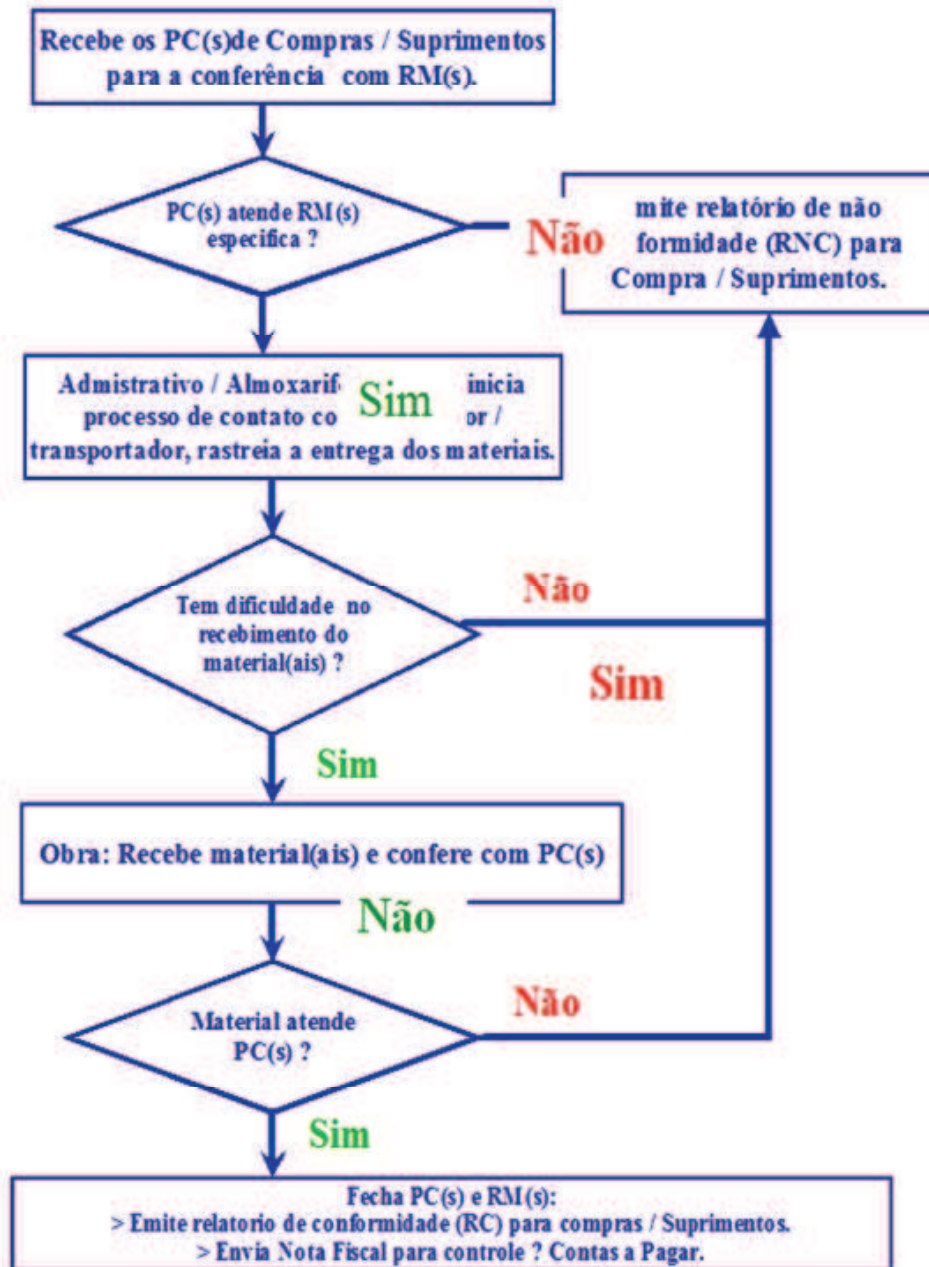 Recebe os PC(s)de Compras / Suprimentos
para a conferência com RM(s).
PC(s) atende RM(s)
especifica ?
Não
mite relatório de não
formidade (RNC) para
Compra / Suprimentos.
Admistrativo / Almoxarif
inicia
Sim
processo de contato co
or /
transportador, rastreia a entrega dos materiais.
Tem dificuldade no
recebimento do
material(ais) ?
Não
Sim
Sim
Obra: Recebe material(ais) e confere com PC(s)
Não
Material atende
PC(s) ?
Não
Sim
Fecha PC(s) e RM(s):
> Emite relatorio de conformidade (RC) para compras / Suprimentos.
> Envia Nota Fiscal para controle ? Contas a Pagar.